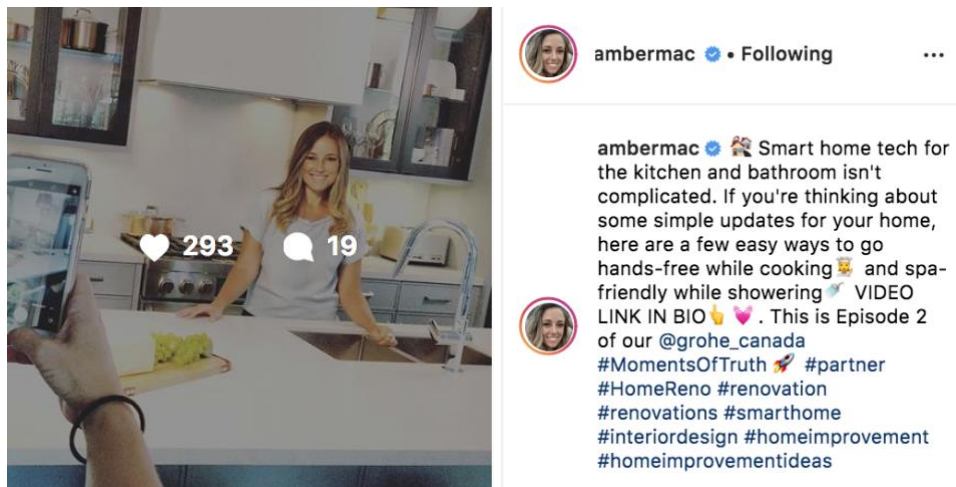 293 19
ambermac • Following
ambermac Smart home tech for
the kitchen and bathroom isn't
complicated. If you're thinking about
some simple updates for your home,
here are a few easy ways to go
hands-free while cooking and spa-
friendly while showering VIDEO
LINK IN BIO . This is Episode 2
of our @grohe_canada
#MomentsOfTruth #partner
#HomeReno #renovation
#renovations #smarthome
#interiordesign #homeimprovement
#homeimprovementideas